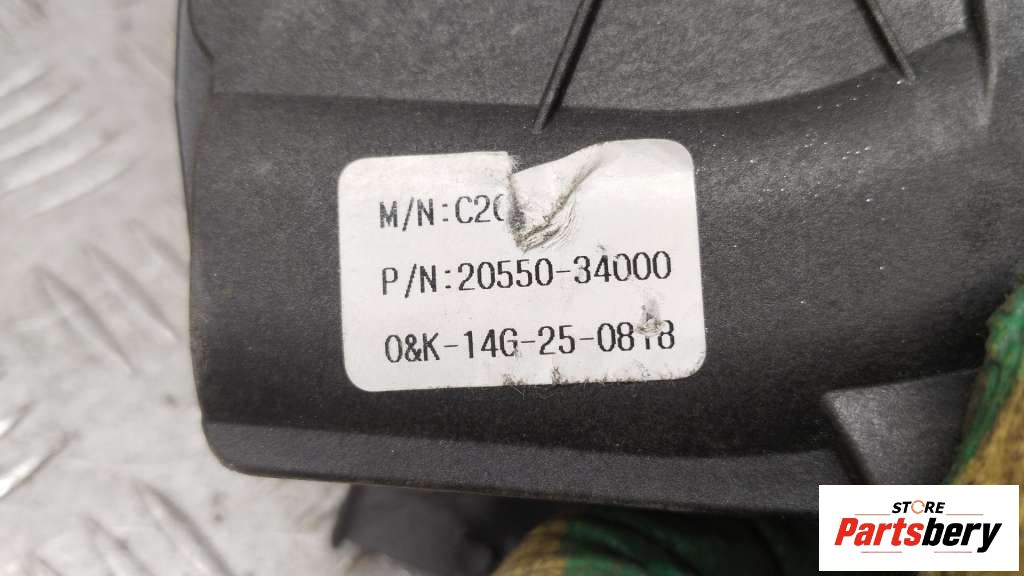 M/N:C20
P/N:20550-34000
O&K-14G-25-0818
STORE
Partsbery